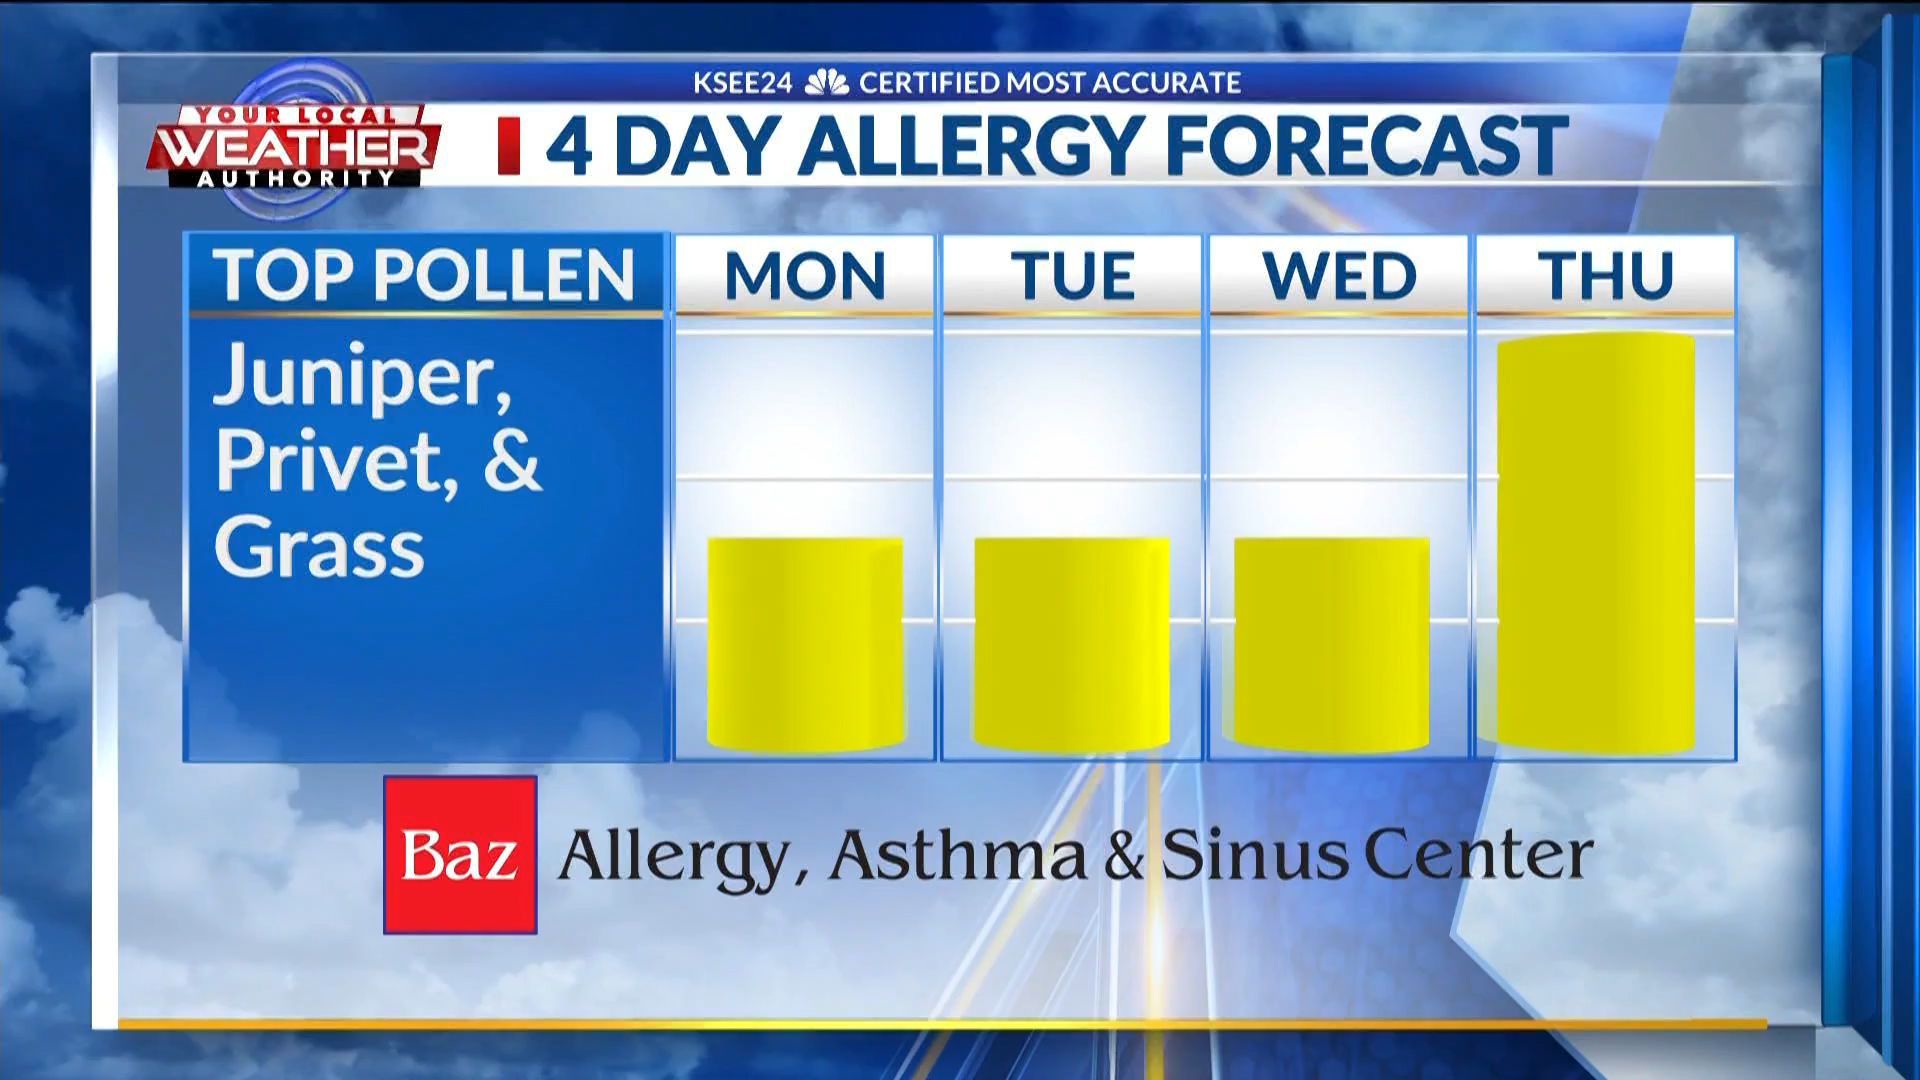 KSEE24 CERTIFIED MOST ACCURATE
YOUR LOCAL
WEATHER
AUTHORITY
4 DAY ALLERGY FORECAST
TOP POLLEN
MON
TUE
WED
THU
Juniper,
Privet, &
Grass
Baz
Allergy, Asthma & Sinus Center